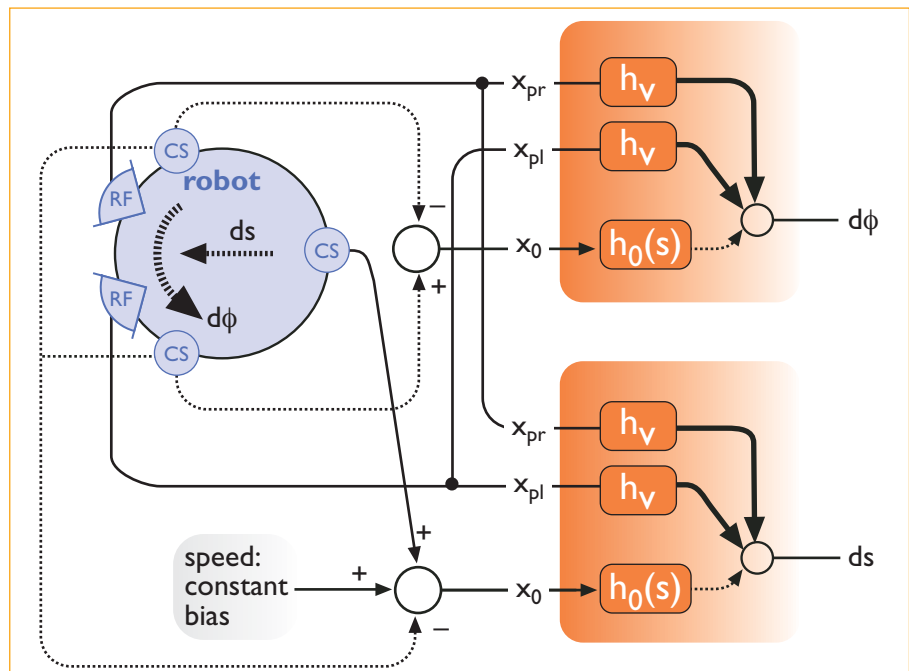 x_pr h_v
CS
x_pl h_v
robot
RF
−
ds
CS
x_0 h_0(s)
dϕ
+
RF
dϕ
CS
x_pr h_v
x_pl h_v
+
ds
speed:
constant
bias
+
x_0 h_0(s)
−